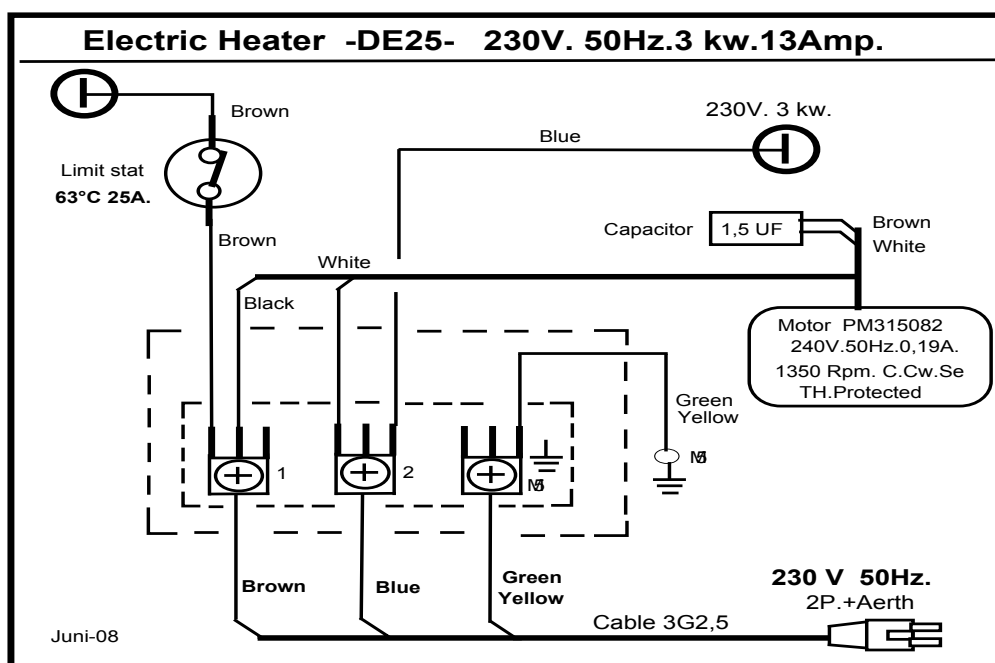 Electric Heater -DE25- 230V. 50Hz.3 kw.13Amp.
Brown
230V. 3 kw.
Blue
Limit stat
63°C 25A.
Capacitor
1,5 UF
Brown
White
Brown
White
Black
Motor PM315082
240V.50Hz.0,19A.
1350 Rpm. C.Cw.Se
TH.Protected
Green
Yellow
1
2
Brown
Blue
Green
Yellow
230 V 50Hz.
2P.+Aerth
Cable 3G2,5
Juni-08